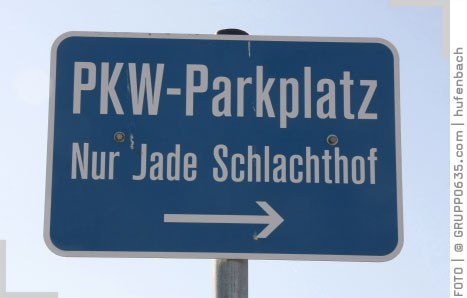 PKW-Parkplatz
Nur Jade Schlachthof
FOTO | © GRUPPO635.com | hufenbach